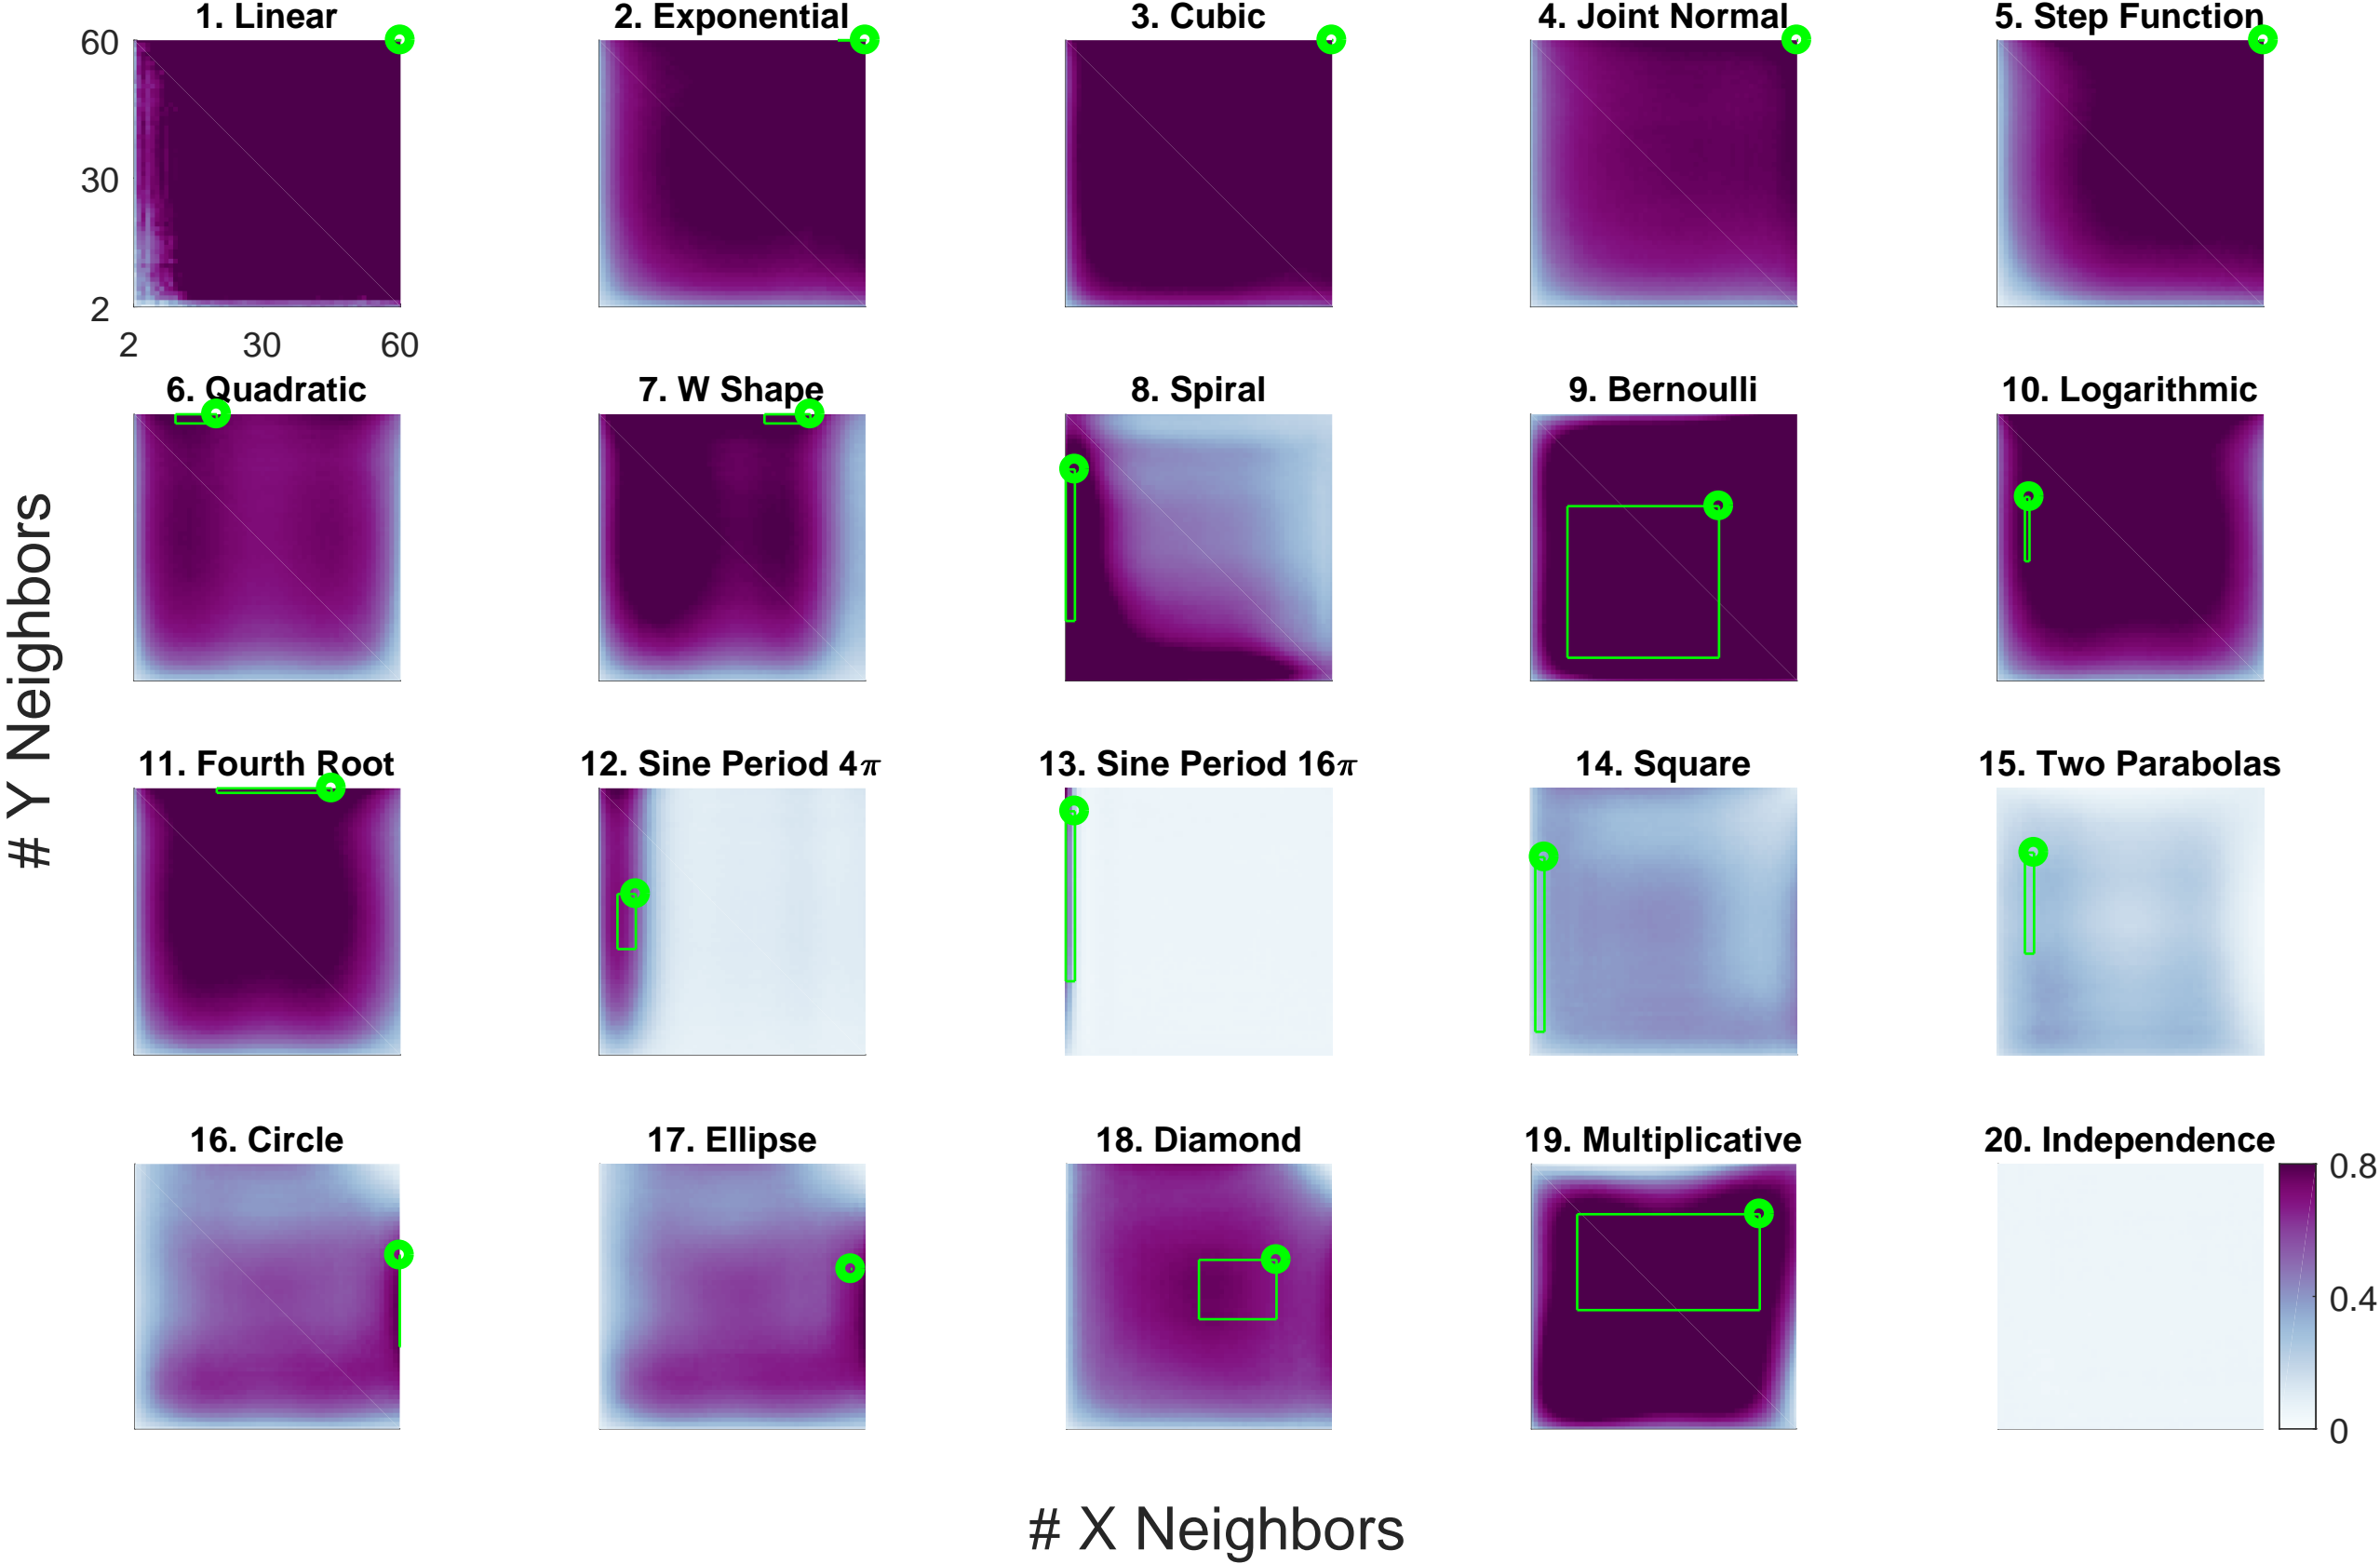 1. Linear
2. Exponential
3. Cubic
4. Joint Normal
5. Step Function
60
30
2
2
30
60
6. Quadratic
7. W Shape
8. Spiral
9. Bernoulli
10. Logarithmic
# Y Neighbors
11. Fourth Root
12. Sine Period 4π
13. Sine Period 16π
14. Square
15. Two Parabolas
16. Circle
17. Ellipse
18. Diamond
19. Multiplicative
20. Independence
0.8
0.4
0
# X Neighbors